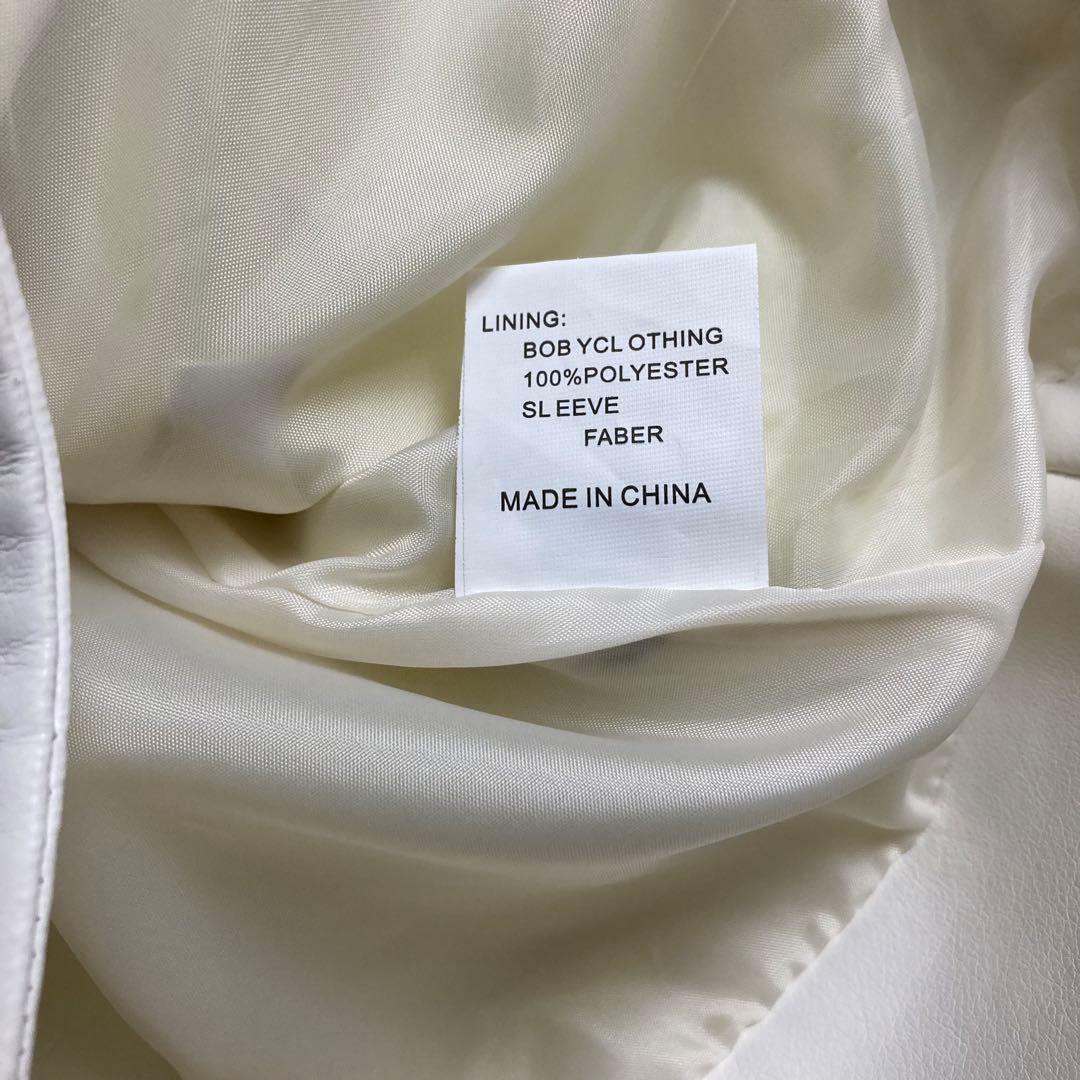 LINING:
BOB YCL OTHING
100%POLYESTER
SL EEVE
FABER
MADE IN CHINA